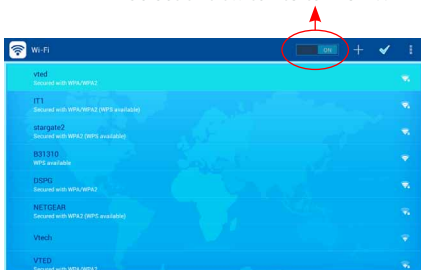 Wi-Fi
ON
vted
Secured with WPA/WPA2
IT1
Secured with WPA/WPA2 (WPS available)
stargate2
Secured with WPA2 (WPS available)
B31310
WPS available
DSPG
Secured with WPA/WPA2
NETGEAR
Secured with WPA2 (WPS available)
Vtech
VTED
Secured with WPA/WPA2